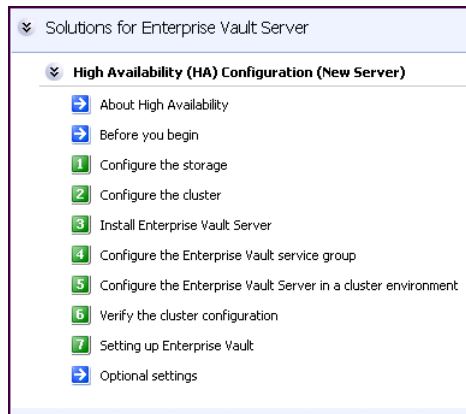 Solutions for Enterprise Vault Server
High Availability (HA) Configuration (New Server)
About High Availability
Before you begin
1 Configure the storage
2 Configure the cluster
3 Install Enterprise Vault Server
4 Configure the Enterprise Vault service group
5 Configure the Enterprise Vault Server in a cluster environment
6 Verify the cluster configuration
7 Setting up Enterprise Vault
Optional settings